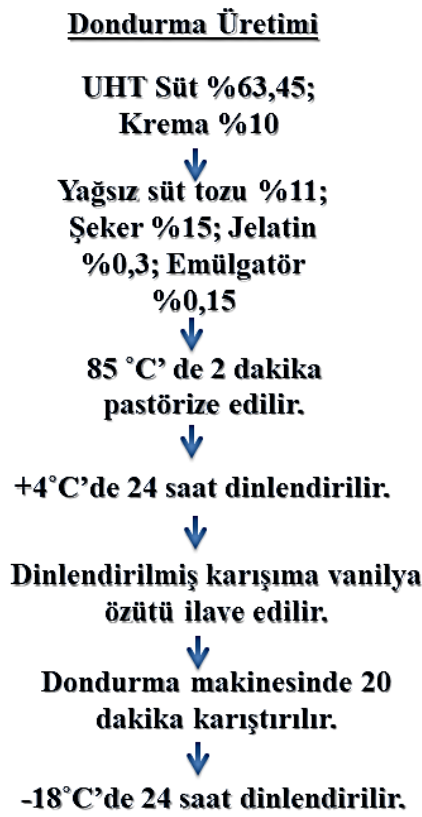 Dondurma Üretimi
UHT Süt %63,45;
Krema %10
Yağsız süt tozu %11;
Şeker %15; Jelatin
%0,3; Emülgatör
%0,15
85 ˚C’ de 2 dakika
pastörize edilir.
+4˚C’de 24 saat dinlendirilir.
Dinlendirilmiş karışıma vanilya
özütü ilave edilir.
Dondurma makinesinde 20
dakika karıştırılır.
-18˚C’de 24 saat dinlendirilir.